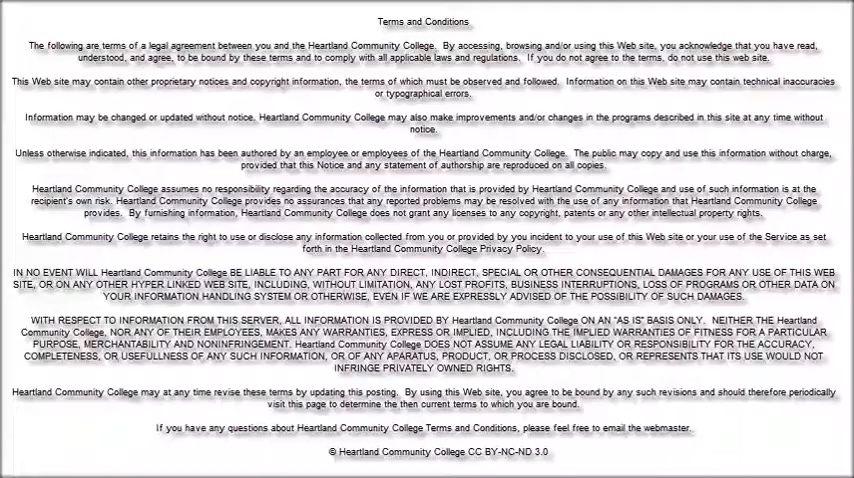 Terms and Conditions
The following are terms of a legal agreement between you and the Heartland Community College. By accessing, browsing and/or using this Web site, you acknowledge that you have read,
understood, and agree, to be bound by these terms and to comply with all applicable laws and regulations. If you do not agree to the terms, do not use this web site.
This Web site may contain other proprietary notices and copyright information, the terms of which must be observed and followed. Information on this Web site may contain technical inaccuracies
or typographical errors.
Information may be changed or updated without notice. Heartland Community College may also make improvements and/or changes in the programs described in this site at any time without
notice.
Unless otherwise indicated, this information has been authored by an employee or employees of the Heartland Community College. The public may copy and use this information without charge,
provided that this Notice and any statement of authorship are reproduced on all copies.
Heartland Community College assumes no responsibility regarding the accuracy of the information that is provided by Heartland Community College and use of such information is at the
recipient's own risk. Heartland Community College provides no assurances that any reported problems may be resolved with the use of any information that Heartland Community College
provides. By furnishing information, Heartland Community College does not grant any licenses to any copyright, patents or any other intellectual property rights.
Heartland Community College retains the right to use or disclose any information collected from you or provided by you incident to your use of this Web site or your use of the Service as set
forth in the Heartland Community College Privacy Policy.
IN NO EVENT WILL Heartland Community College BE LIABLE TO ANY PART FOR ANY DIRECT, INDIRECT, SPECIAL OR OTHER CONSEQUENTIAL DAMAGES FOR ANY USE OF THIS WEB
SITE, OR ON ANY OTHER HYPER LINKED WEB SITE, INCLUDING, WITHOUT LIMITATION, ANY LOST PROFITS, BUSINESS INTERRUPTIONS, LOSS OF PROGRAMS OR OTHER DATA ON
YOUR INFORMATION HANDLING SYSTEM OR OTHERWISE, EVEN IF WE ARE EXPRESSLY ADVISED OF THE POSSIBILITY OF SUCH DAMAGES.
WITH RESPECT TO INFORMATION FROM THIS SERVER, ALL INFORMATION IS PROVIDED BY Heartland Community College ON AN "AS IS" BASIS ONLY. NEITHER THE Heartland
Community College, NOR ANY OF THEIR EMPLOYEES, MAKES ANY WARRANTIES, EXPRESS OR IMPLIED, INCLUDING THE IMPLIED WARRANTIES OF FITNESS FOR A PARTICULAR
PURPOSE, MERCHANTABILITY AND NONINFRINGEMENT. Heartland Community College DOES NOT ASSUME ANY LEGAL LIABILITY OR RESPONSIBILITY FOR THE ACCURACY,
COMPLETENESS, OR USEFULLNESS OF ANY SUCH INFORMATION, OR OF ANY APARATUS, PRODUCT, OR PROCESS DISCLOSED, OR REPRESENTS THAT ITS USE WOULD NOT
INFRINGE PRIVATELY OWNED RIGHTS.
Heartland Community College may at any time revise these terms by updating this posting. By using this Web site, you agree to be bound by any such revisions and should therefore periodically
visit this page to determine the then current terms to which you are bound.
If you have any questions about Heartland Community College Terms and Conditions, please feel free to email the webmaster.
© Heartland Community College CC BY-NC-ND 3.0